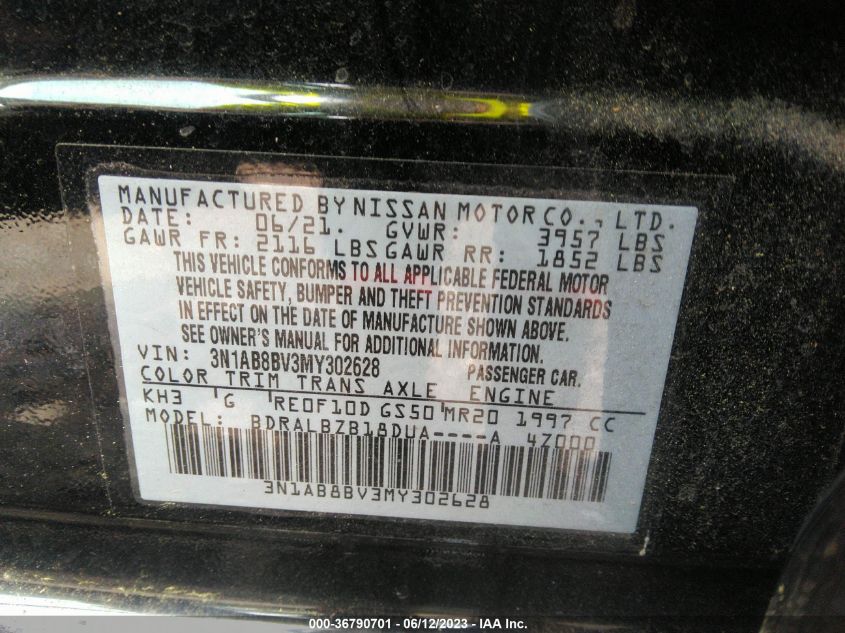 MANUFACTURED BY NISSAN MOTOR CO., LTD.
DATE: 06/21. GVWR: 3957 LBS
GAWR FR: 2116 LBS GAWR RR: 1852 LBS
THIS VEHICLE CONFORMS TO ALL APPLICABLE FEDERAL MOTOR
VEHICLE SAFETY, BUMPER AND THEFT PREVENTION STANDARDS
IN EFFECT ON THE DATE OF MANUFACTURE SHOWN ABOVE.
SEE OWNER'S MANUAL FOR ADDITIONAL INFORMATION.
VIN: 3N1AB8BV3MY302628 PASSENGER CAR.
COLOR TRIM TRANS AXLE ENGINE
KH3 G RE0F10D GS50 MR20 1997 CC
MODEL: BDRALBZB18DUA----A 4Z000
3N1AB8BV3MY302628
000-36790701 - 06/12/2023 - IAA Inc.